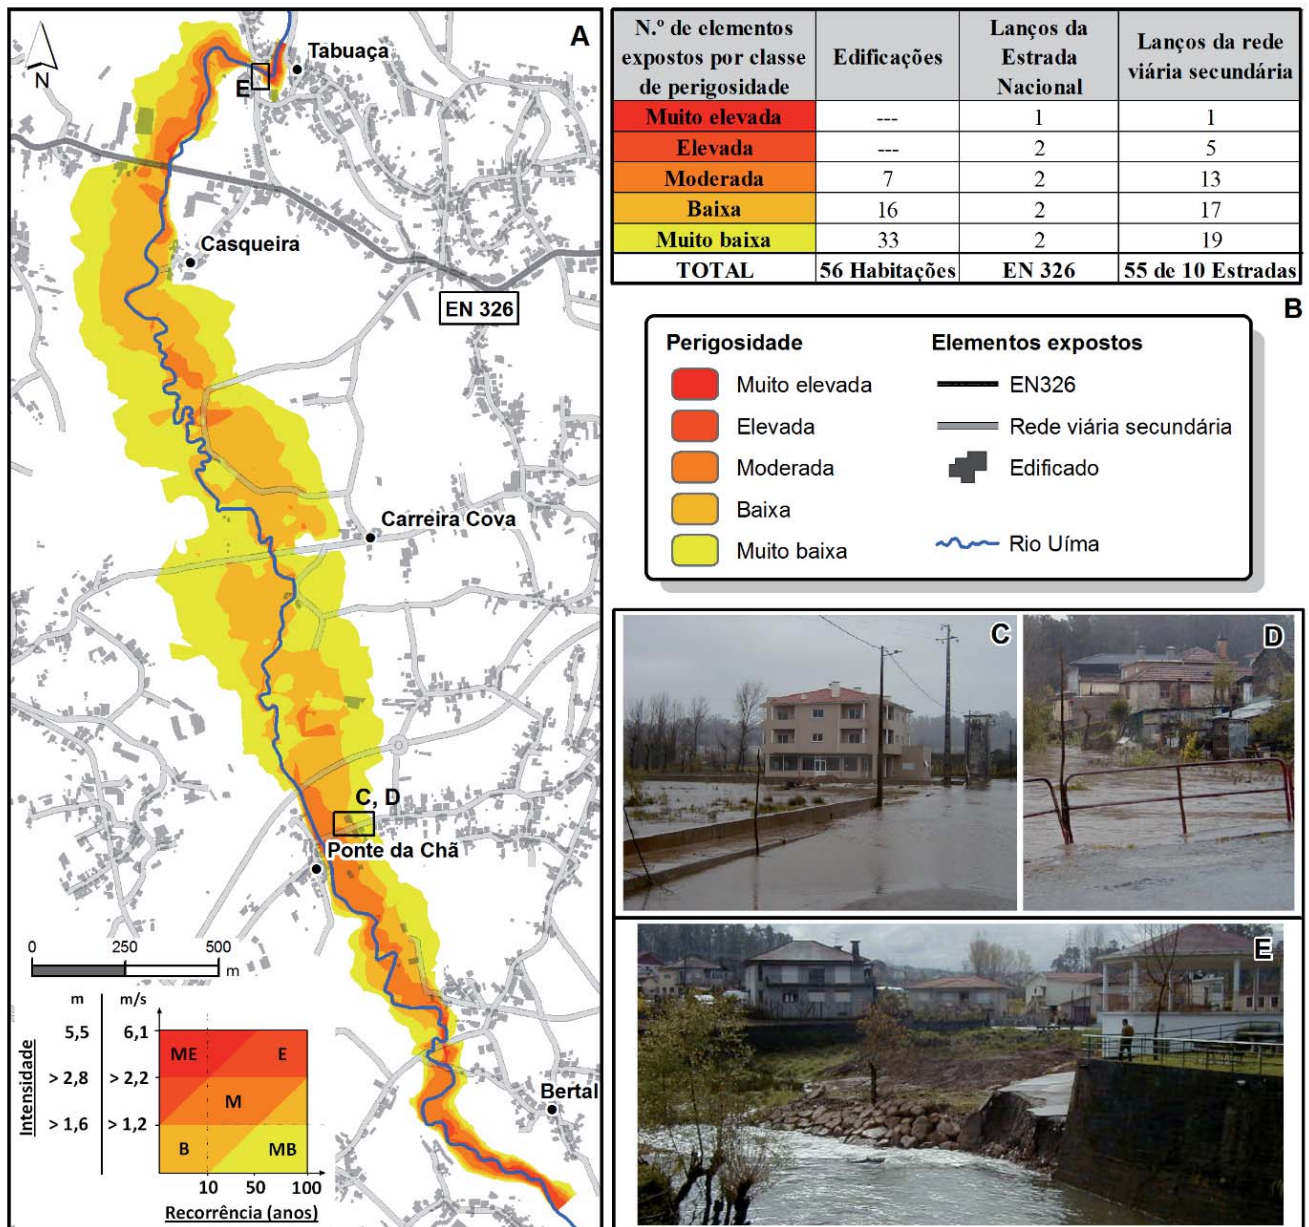 A
N
Tabuaça
E
Casqueira
EN 326
Carreira Cova
C, D
Ponte da Chã
Bertal
0 250 500
m
m m/s
5,5 6,1
> 2,8 > 2,2
> 1,6 > 1,2
Intensidade
ME E
M
B MB
10 50 100
Recorrência (anos)
N.º de elementos expostos por classe de perigosidade
Edificações
Lanços da Estrada Nacional
Lanços da rede viária secundária
Muito elevada --- 1 1
Elevada --- 2 5
Moderada 7 2 13
Baixa 16 2 17
Muito baixa 33 2 19
TOTAL 56 Habitações EN 326 55 de 10 Estradas
B
Perigosidade
Muito elevada
Elevada
Moderada
Baixa
Muito baixa
Elementos expostos
EN326
Rede viária secundária
Edificado
Rio Uíma
C
D
E